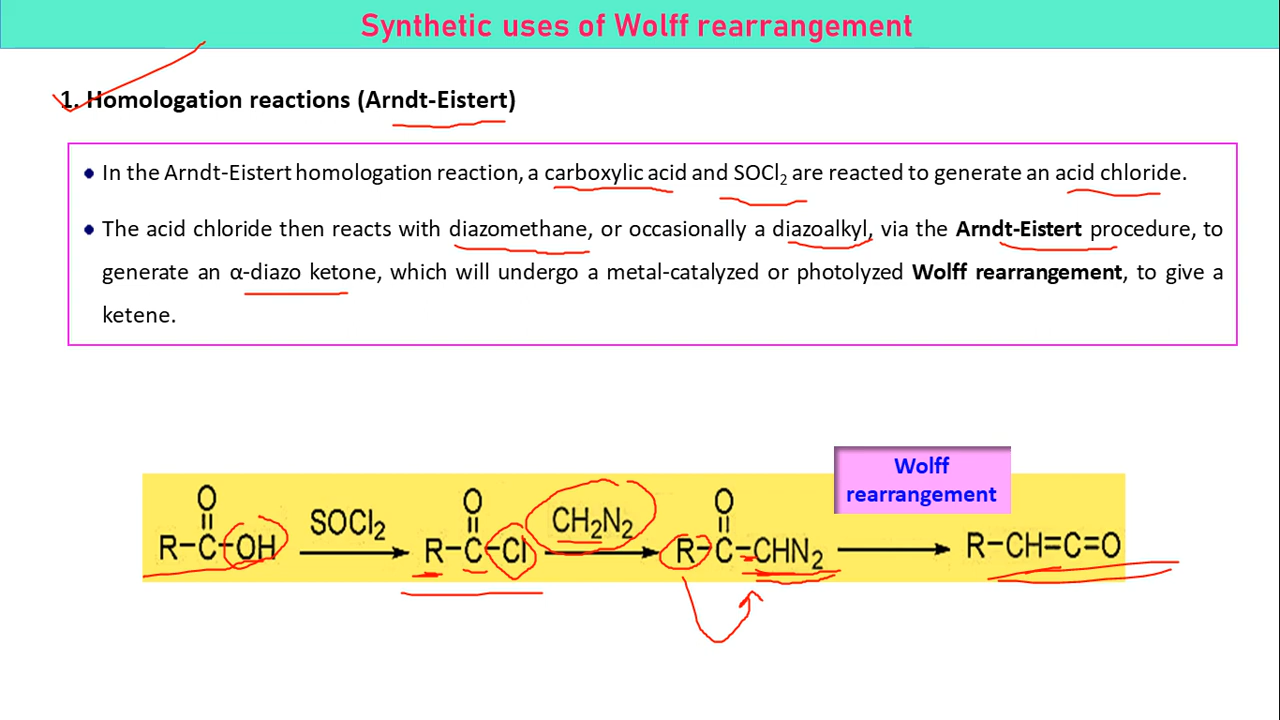 Synthetic uses of Wolff rearrangement
1. Homologation reactions (Arndt-Eistert)
• In the Arndt-Eistert homologation reaction, a carboxylic acid and SOCl₂ are reacted to generate an acid chloride.
• The acid chloride then reacts with diazomethane, or occasionally a diazoalkyl, via the Arndt-Eistert procedure, to
generate an α-diazo ketone, which will undergo a metal-catalyzed or photolyzed Wolff rearrangement, to give a
ketene.
Wolff
rearrangement
O O O
SOCl₂ CH₂N₂
R-C-OH R-C-Cl R-C-CHN₂ R-CH=C=O